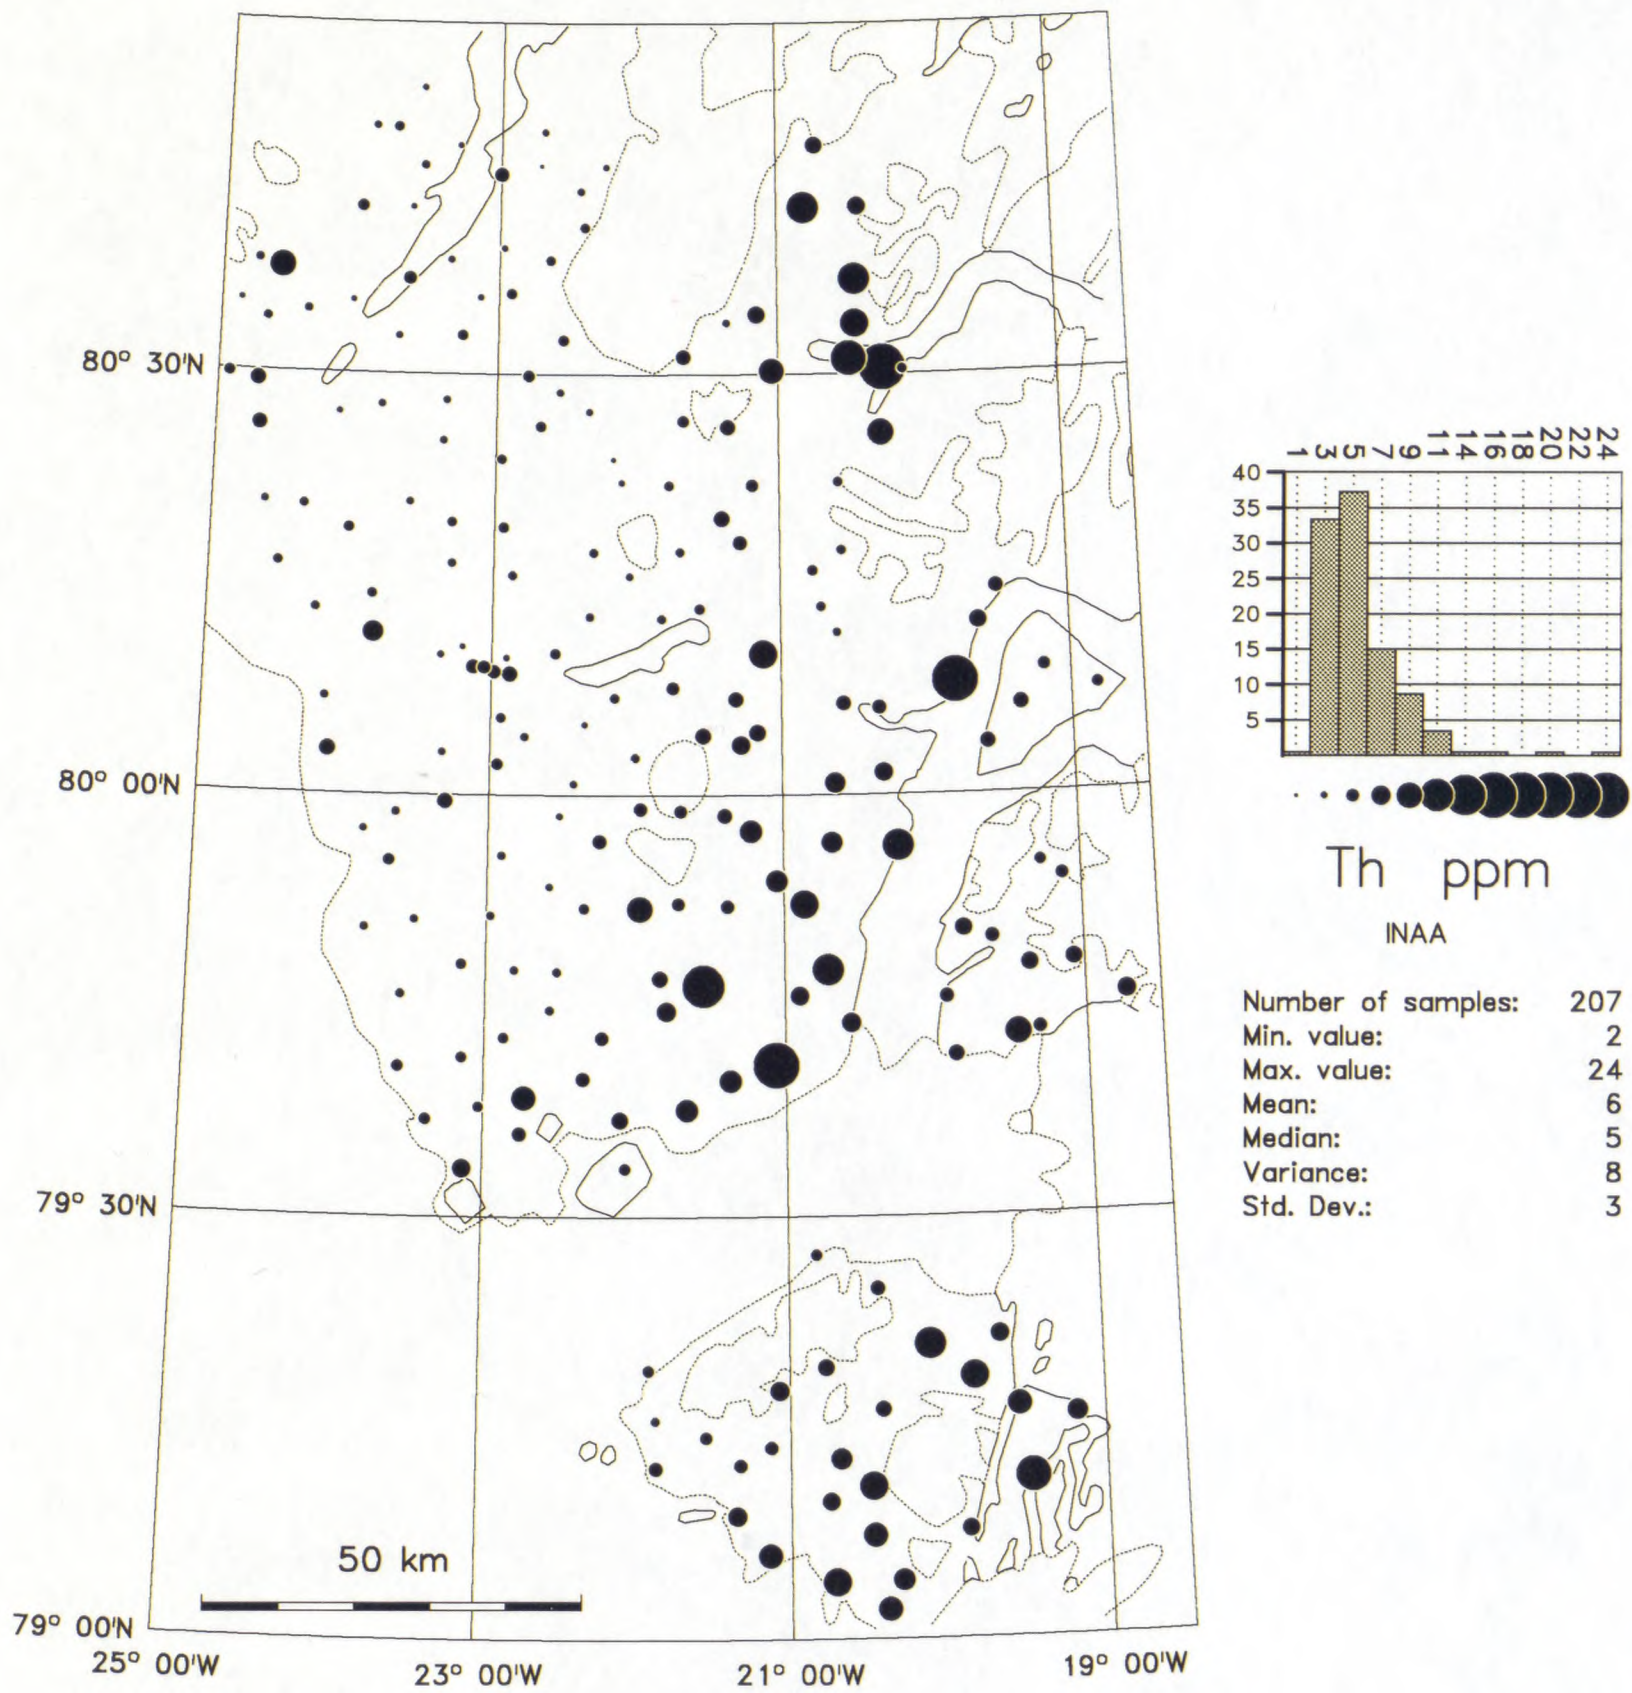 80° 30'N
80° 00'N
79° 30'N
79° 00'N
25° 00'W
23° 00'W
21° 00'W
19° 00'W
50 km
1 3 5 7 9 11 14 16 18 20 22 24
40
35
30
25
20
15
10
5
Th ppm
INAA
Number of samples: 207
Min. value: 2
Max. value: 24
Mean: 6
Median: 5
Variance: 8
Std. Dev.: 3